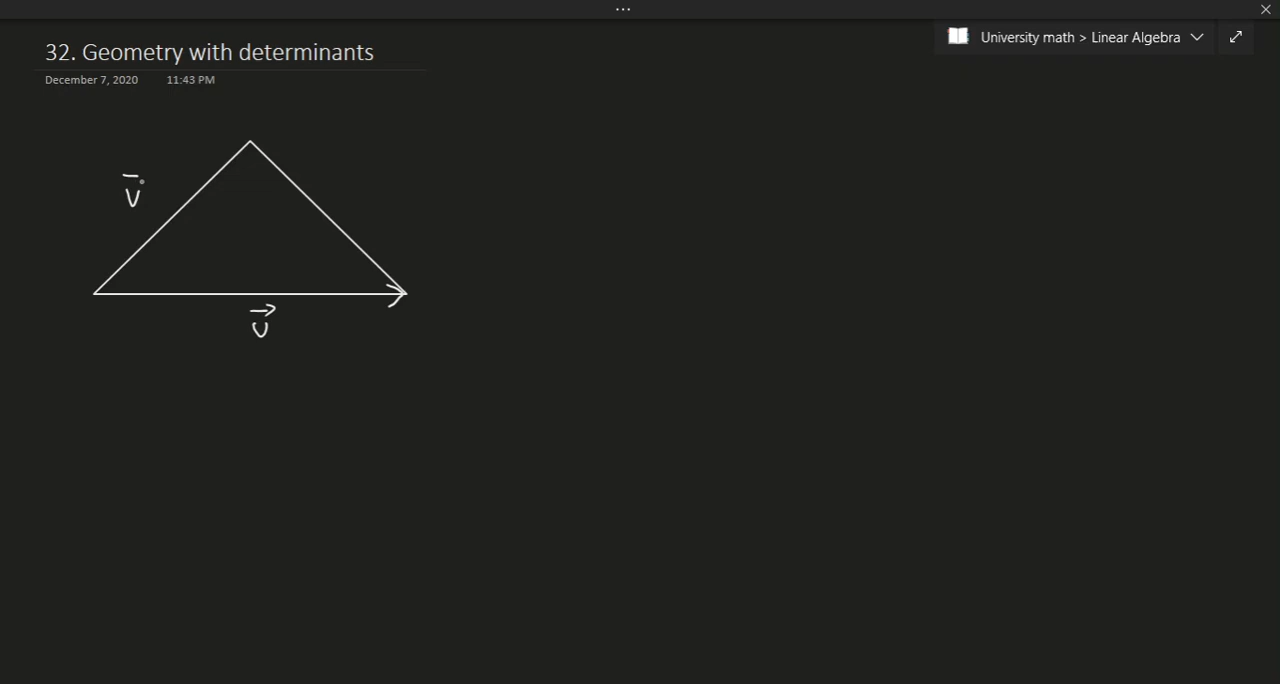 University math > Linear Algebra
32. Geometry with determinants
December 7, 2020 11:43 PM
v
u